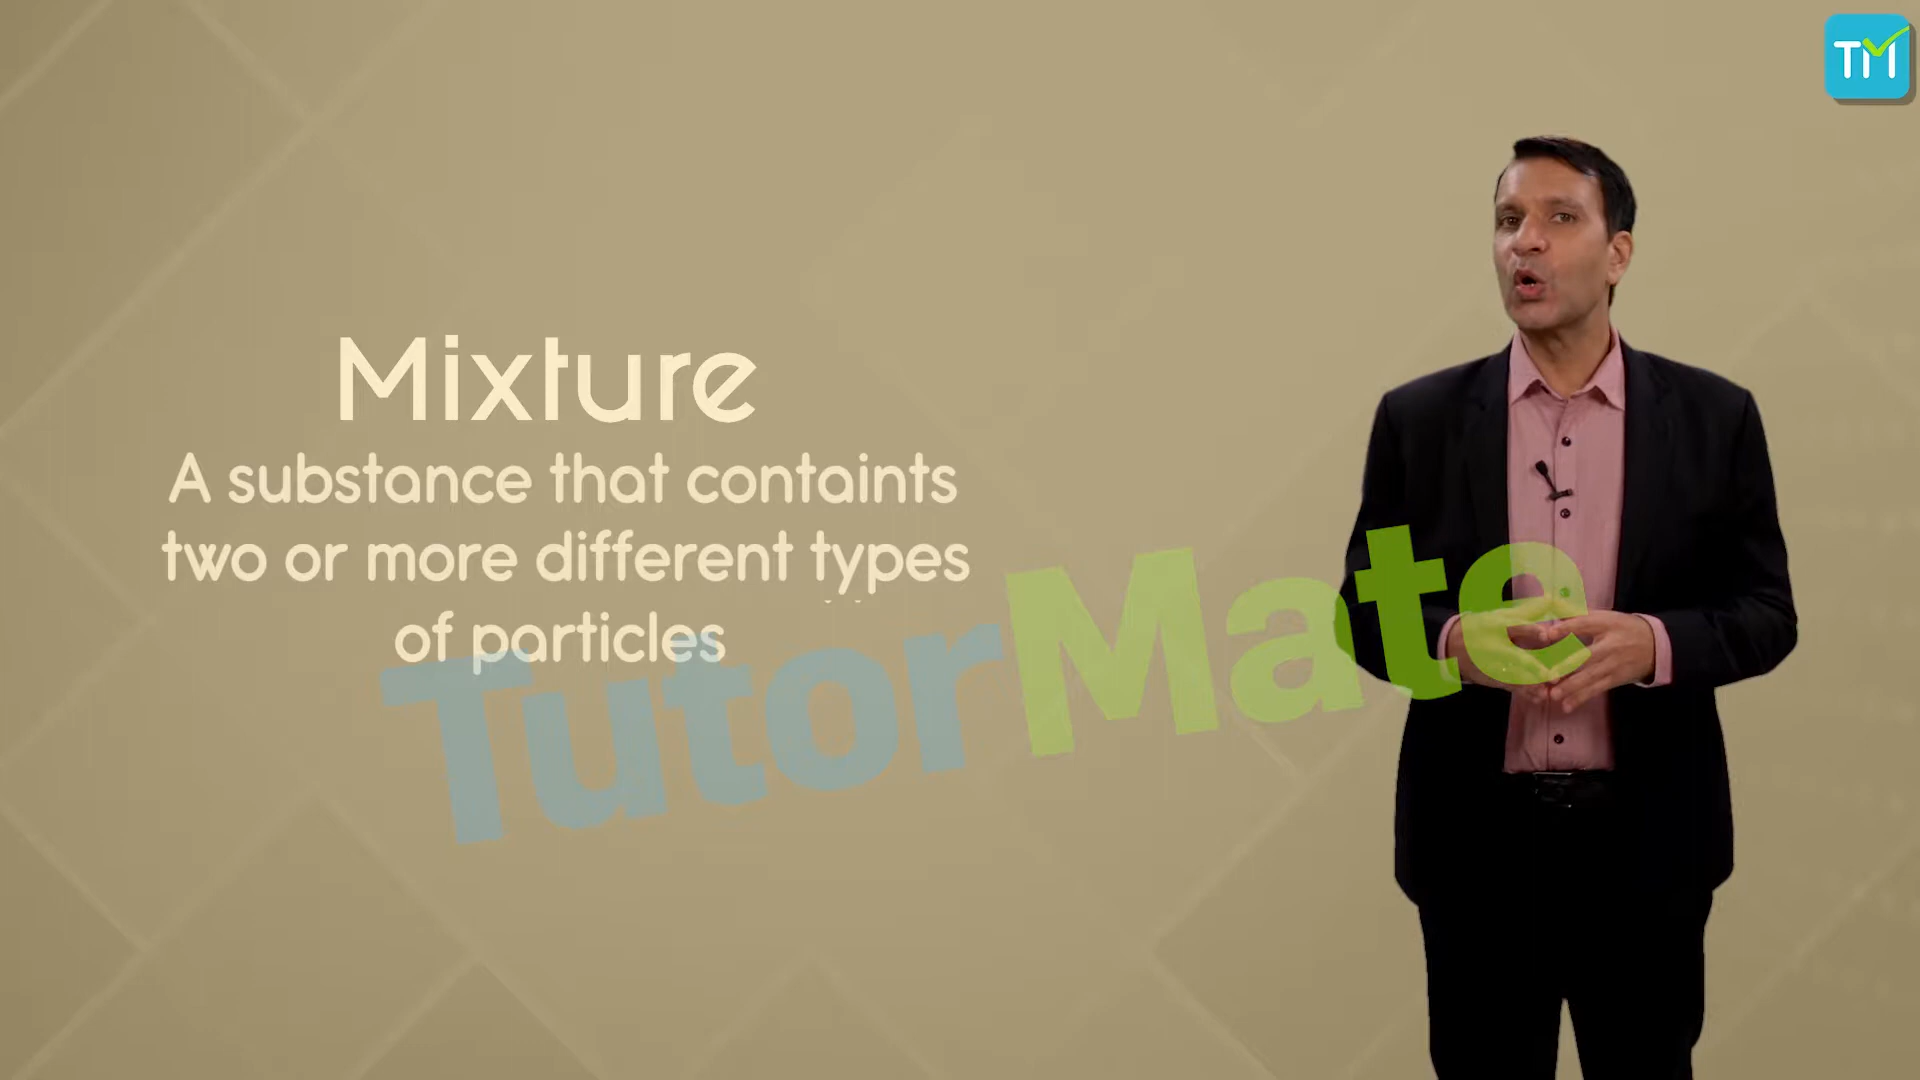 TM
Mixture
A substance that containts
two or more different types
of particles
TutorMate